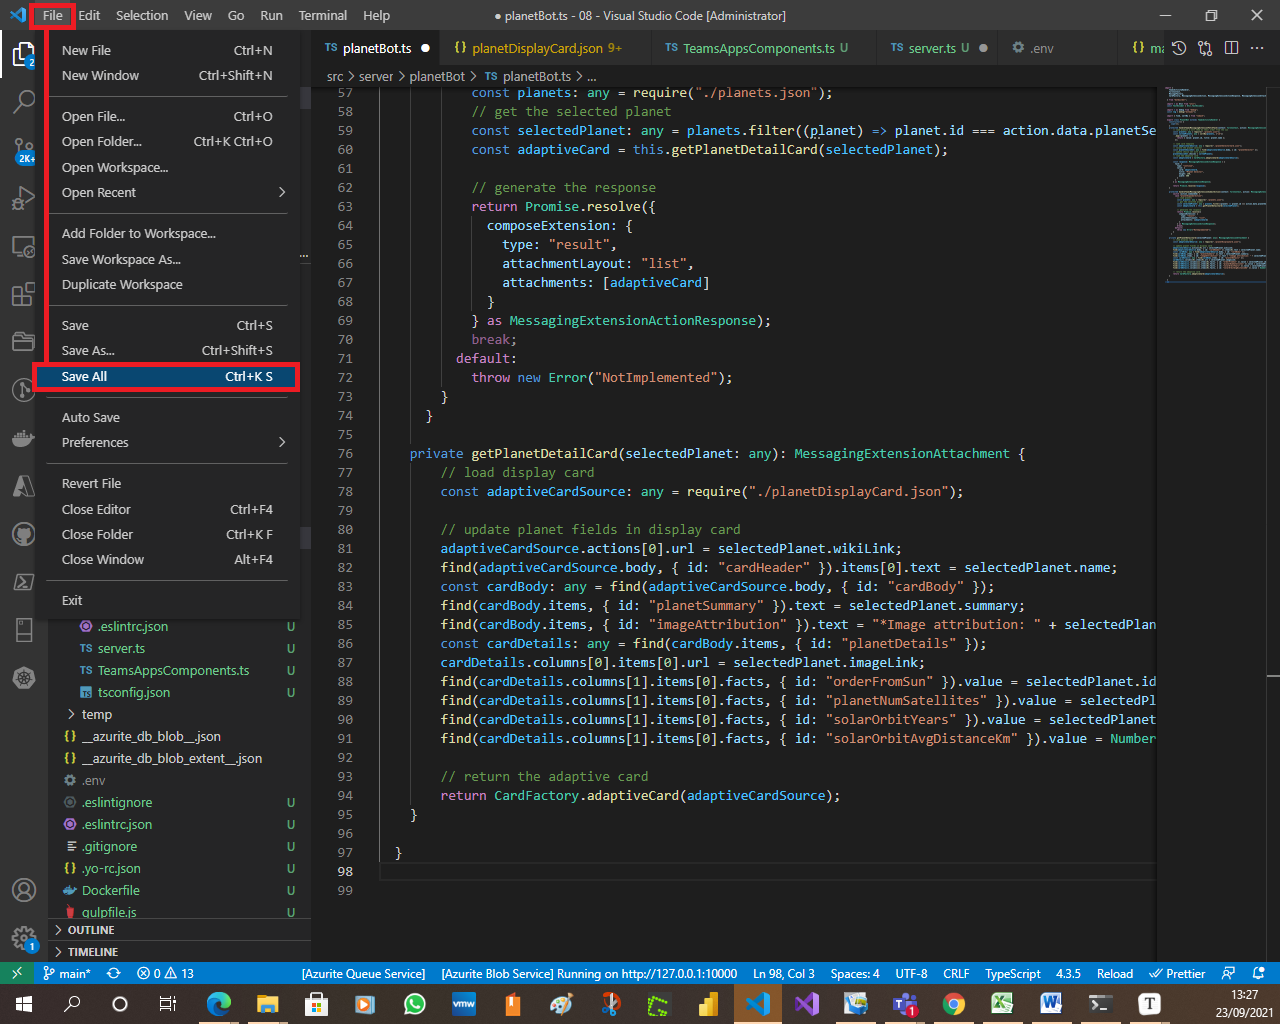 File Edit Selection View Go Run Terminal Help
● planetBot.ts - 08 - Visual Studio Code [Administrator]
TS planetBot.ts ●
{} planetDisplayCard.json 9+
TS TeamsAppsComponents.ts U
TS server.ts U ●
.env
{} ma
src > server > planetBot > TS planetBot.ts > ...
2
2K+
1
New File Ctrl+N
New Window Ctrl+Shift+N
Open File... Ctrl+O
Open Folder... Ctrl+K Ctrl+O
Open Workspace...
Open Recent >
Add Folder to Workspace...
Save Workspace As...
Duplicate Workspace
Save Ctrl+S
Save As... Ctrl+Shift+S
Save All Ctrl+K S
Auto Save
Preferences >
Revert File
Close Editor Ctrl+F4
Close Folder Ctrl+K F
Close Window Alt+F4
Exit
.eslintrc.json U
TS server.ts U
TS TeamsAppsComponents.ts U
tsconfig.json U
> temp
{} __azurite_db_blob__.json
{} __azurite_db_blob_extent__.json
.env
.eslintignore U
.eslintrc.json U
.gitignore U
{} .yo-rc.json U
Dockerfile U
gulpfile.js U
> OUTLINE
> TIMELINE
57 const planets: any = require("./planets.json");
58 // get the selected planet
59 const selectedPlanet: any = planets.filter((planet) => planet.id === action.data.planetSe
60 const adaptiveCard = this.getPlanetDetailCard(selectedPlanet);
61
62 // generate the response
63 return Promise.resolve({
64 composeExtension: {
65 type: "result",
66 attachmentLayout: "list",
67 attachments: [adaptiveCard]
68 }
69 } as MessagingExtensionActionResponse);
70 break;
71 default:
72 throw new Error("NotImplemented");
73 }
74 }
75
76 private getPlanetDetailCard(selectedPlanet: any): MessagingExtensionAttachment {
77 // load display card
78 const adaptiveCardSource: any = require("./planetDisplayCard.json");
79
80 // update planet fields in display card
81 adaptiveCardSource.actions[0].url = selectedPlanet.wikiLink;
82 find(adaptiveCardSource.body, { id: "cardHeader" }).items[0].text = selectedPlanet.name;
83 const cardBody: any = find(adaptiveCardSource.body, { id: "cardBody" });
84 find(cardBody.items, { id: "planetSummary" }).text = selectedPlanet.summary;
85 find(cardBody.items, { id: "imageAttribution" }).text = "*Image attribution: " + selectedPlan
86 const cardDetails: any = find(cardBody.items, { id: "planetDetails" });
87 cardDetails.columns[0].items[0].url = selectedPlanet.imageLink;
88 find(cardDetails.columns[1].items[0].facts, { id: "orderFromSun" }).value = selectedPlanet.id
89 find(cardDetails.columns[1].items[0].facts, { id: "planetNumSatellites" }).value = selectedPl
90 find(cardDetails.columns[1].items[0].facts, { id: "solarOrbitYears" }).value = selectedPlanet
91 find(cardDetails.columns[1].items[0].facts, { id: "solarOrbitAvgDistanceKm" }).value = Number
92
93 // return the adaptive card
94 return CardFactory.adaptiveCard(adaptiveCardSource);
95 }
96
97 }
98
99
main* 0 13 [Azurite Queue Service] [Azurite Blob Service] Running on http://127.0.0.1:10000 Ln 98, Col 3 Spaces: 4 UTF-8 CRLF TypeScript 4.3.5 Reload Prettier
vmw
1
T
13:27
23/09/2021